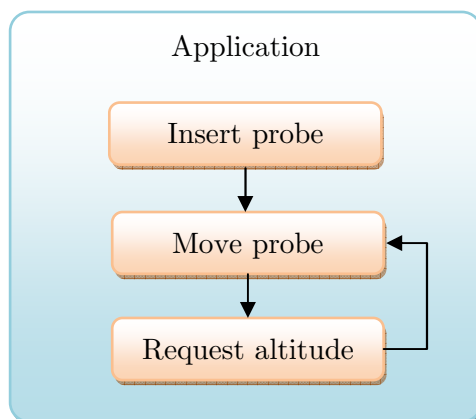 Application
Insert probe
Move probe
Request altitude